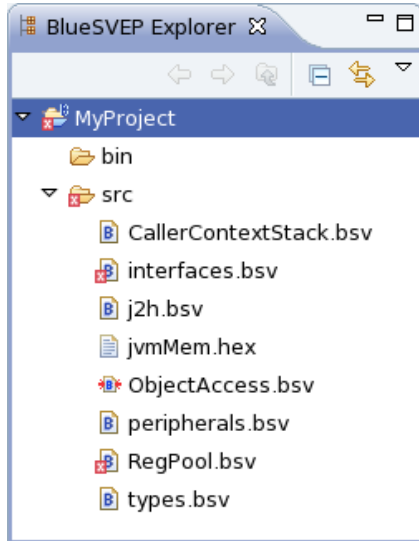 BlueSVEP Explorer
MyProject
bin
src
CallerContextStack.bsv
interfaces.bsv
j2h.bsv
jvmMem.hex
ObjectAccess.bsv
peripherals.bsv
RegPool.bsv
types.bsv